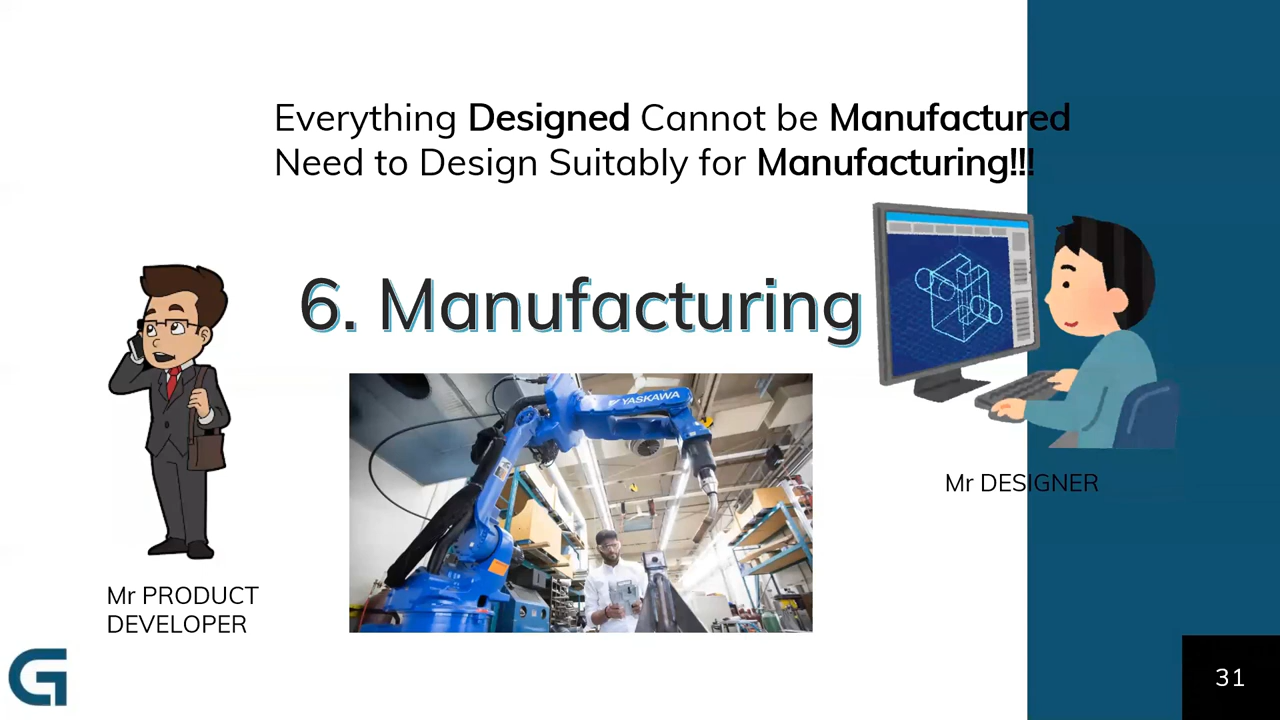 Everything Designed Cannot be Manufactured
Need to Design Suitably for Manufacturing!!!
6. Manufacturing
YASKAWA
Mr DESIGNER
Mr PRODUCT
DEVELOPER
31